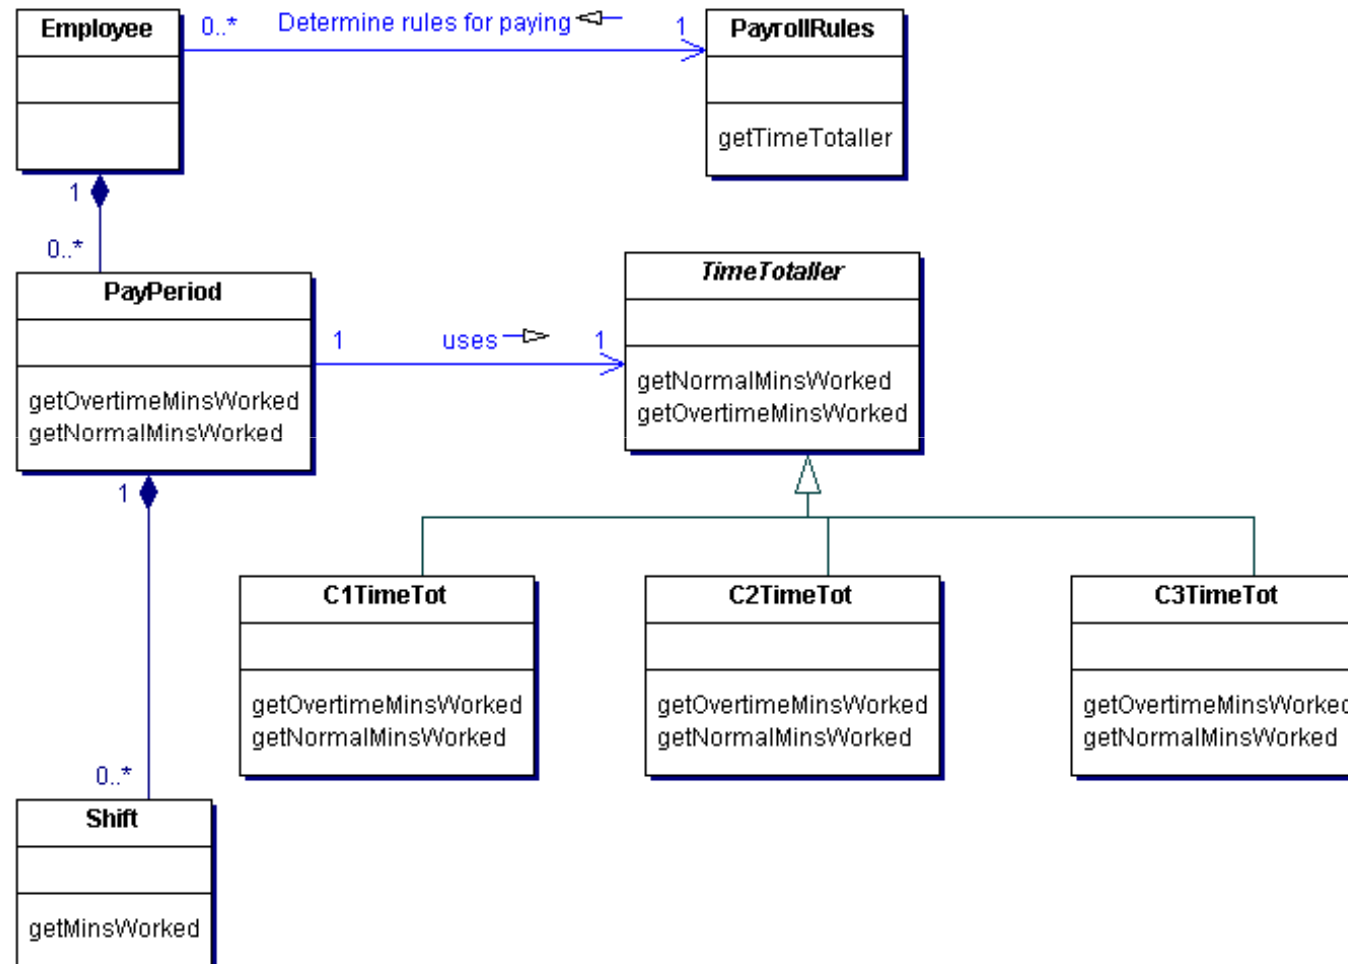 Employee
0..*
Determine rules for paying
1
PayrollRules
getTimeTotaller
1
0..*
PayPeriod
getOvertimeMinsWorked
getNormalMinsWorked
1
uses
1
TimeTotaller
getNormalMinsWorked
getOvertimeMinsWorked
1
C1TimeTot
getOvertimeMinsWorked
getNormalMinsWorked
C2TimeTot
getOvertimeMinsWorked
getNormalMinsWorked
C3TimeTot
getOvertimeMinsWorked
getNormalMinsWorked
0..*
Shift
getMinsWorked